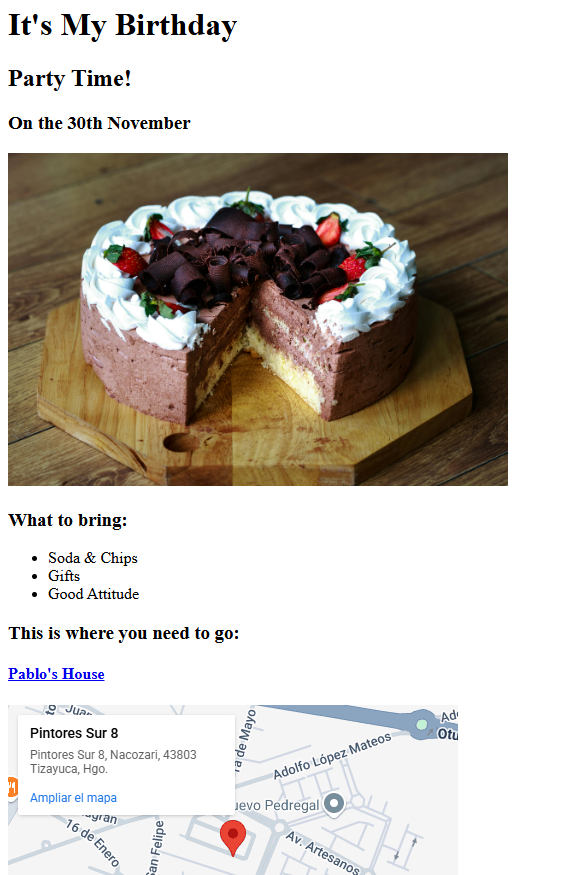 It's My Birthday
Party Time!
On the 30th November
What to bring:
Soda & Chips
Gifts
Good Attitude
This is where you need to go:
Pablo's House
Pintores Sur 8
Pintores Sur 8, Nacozari, 43803
Tizayuca, Hgo.
Ampliar el mapa
Juan
ra de Mayo
Adolfo López Mateos
Otu
uevo Pedregal
16 de Enero
San Felipe
Av. Artesanos